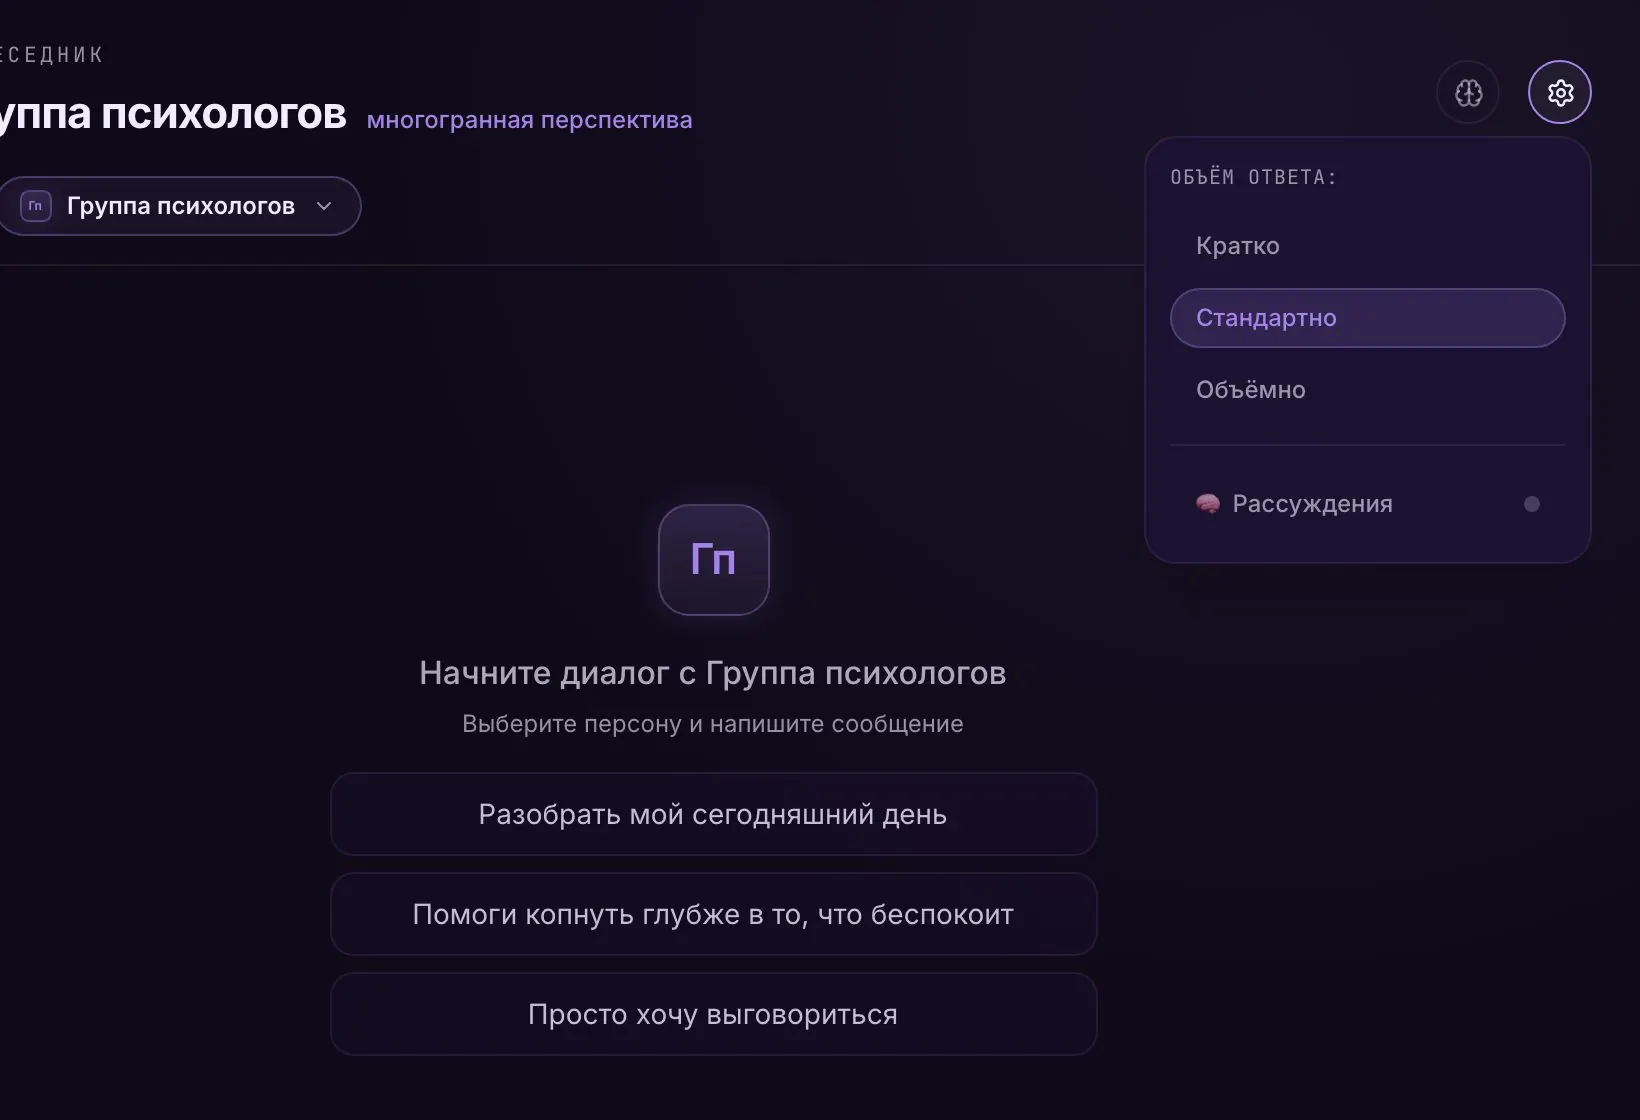 ЕСЕДНИК
уппа психологов многогранная перспектива
Гп Группа психологов
ОБЪЁМ ОТВЕТА:
Кратко
Стандартно
Объёмно
Рассуждения
Гп
Начните диалог с Группа психологов
Выберите персону и напишите сообщение
Разобрать мой сегодняшний день
Помоги копнуть глубже в то, что беспокоит
Просто хочу выговориться